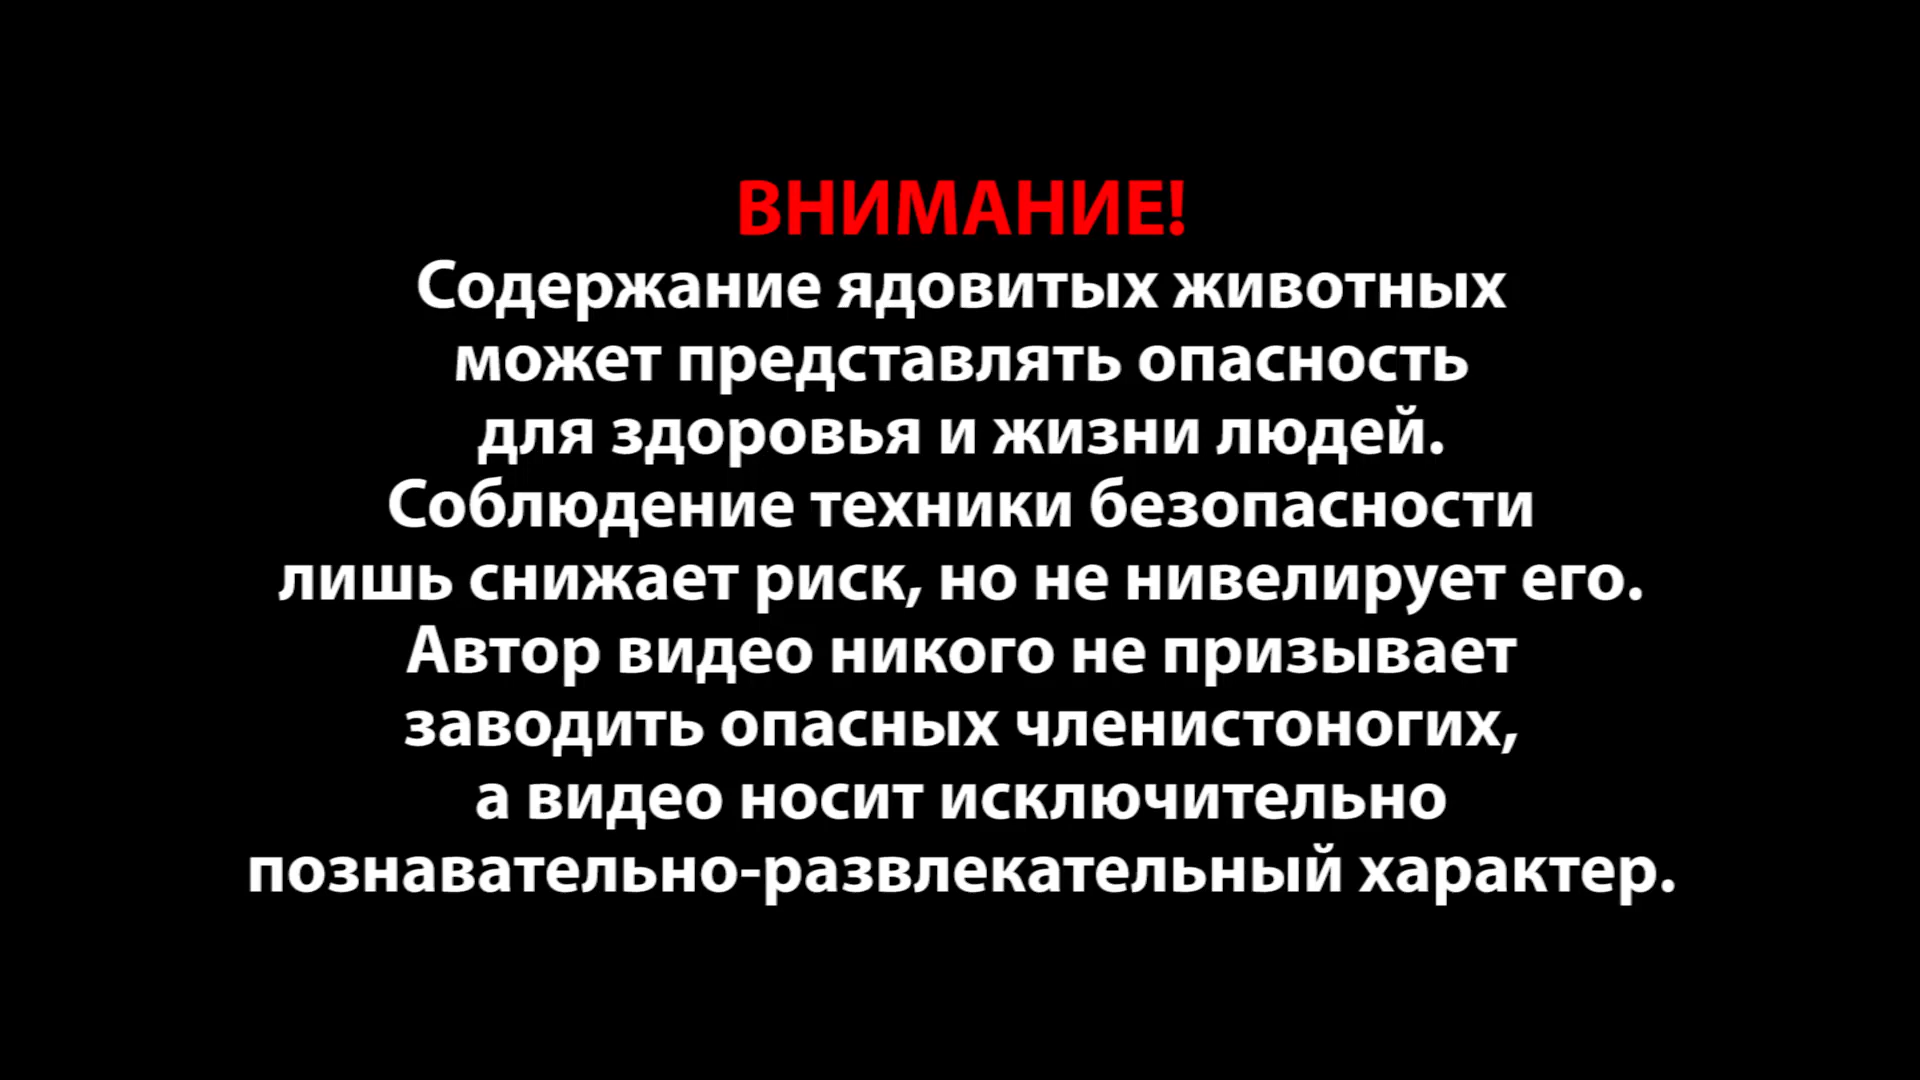 ВНИМАНИЕ!
Содержание ядовитых животных
может представлять опасность
для здоровья и жизни людей.
Соблюдение техники безопасности
лишь снижает риск, но не нивелирует его.
Автор видео никого не призывает
заводить опасных членистоногих,
а видео носит исключительно
познавательно-развлекательный характер.